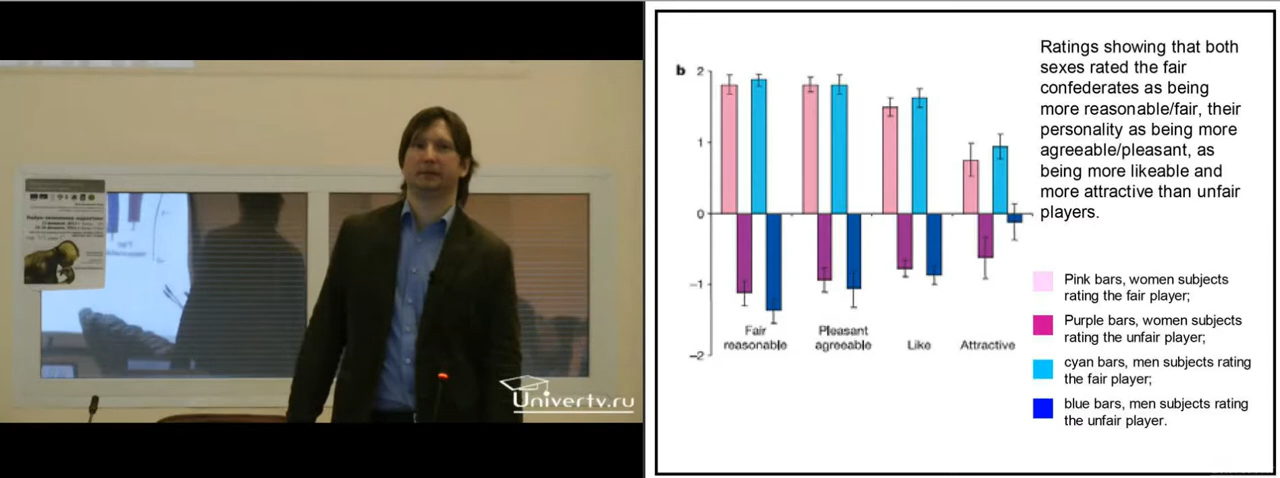 Univertv.ru
b
2
1
0
−1
−2
Fair
reasonable
Pleasant
agreeable
Like
Attractive
Ratings showing that both
sexes rated the fair
confederates as being
more reasonable/fair, their
personality as being more
agreeable/pleasant, as
being more likeable and
more attractive than unfair
players.
Pink bars, women subjects
rating the fair player;
Purple bars, women subjects
rating the unfair player;
cyan bars, men subjects rating
the fair player;
blue bars, men subjects rating
the unfair player.